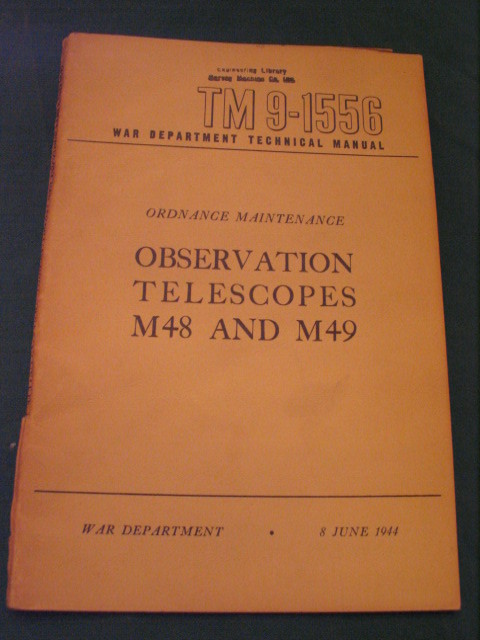 Engineering Library
TM 9-1556
WAR DEPARTMENT TECHNICAL MANUAL
ORDNANCE MAINTENANCE
OBSERVATION
TELESCOPES
M48 AND M49
WAR DEPARTMENT • 8 JUNE 1944